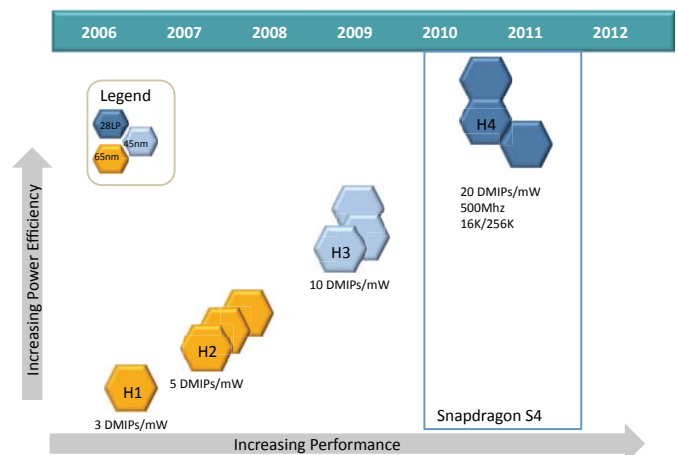 2006 2007 2008 2009 2010 2011 2012
Legend
28LP
45nm
65nm
H4
20 DMIPs/mW
500Mhz
16K/256K
H3
10 DMIPs/mW
H2
5 DMIPs/mW
H1
3 DMIPs/mW
Snapdragon S4
Increasing Power Efficiency
Increasing Performance